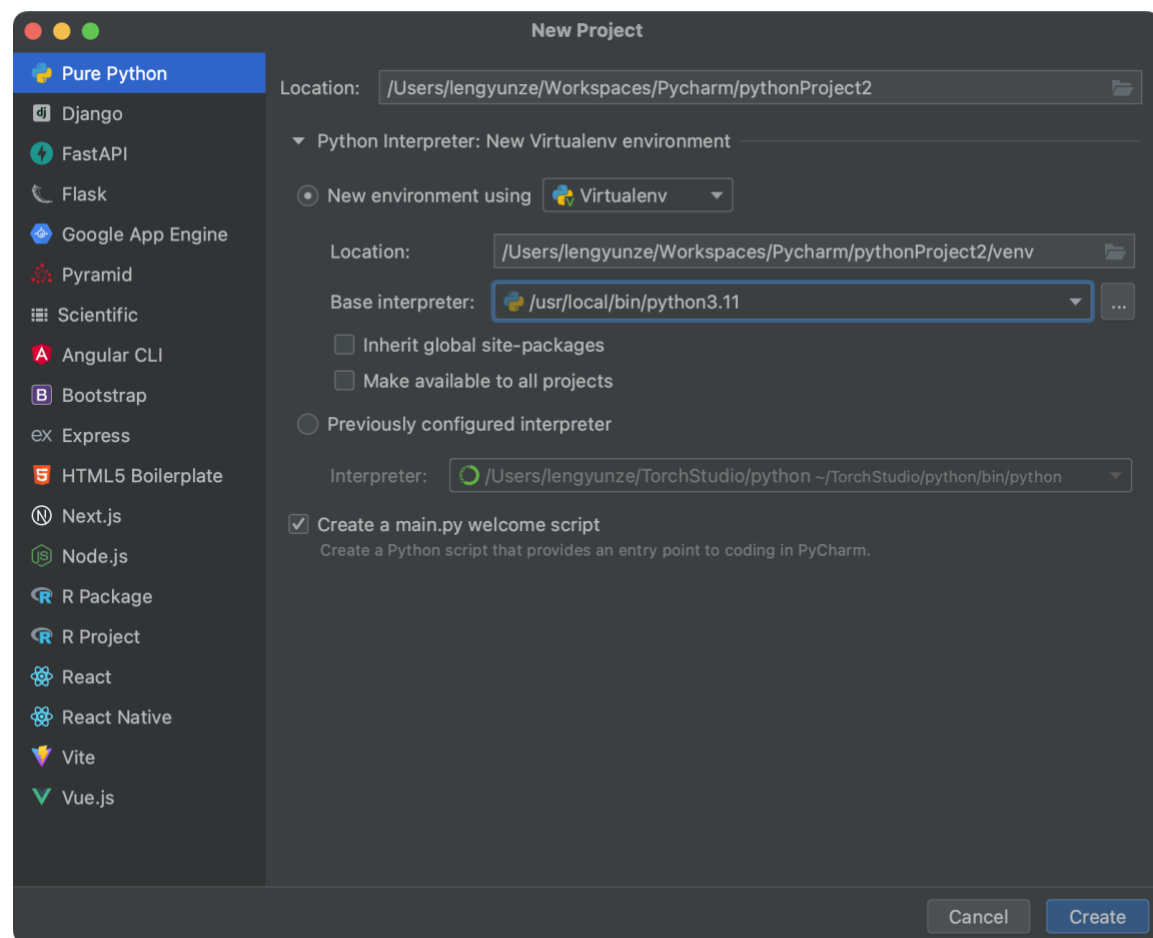 New Project
Pure Python
Django
FastAPI
Flask
Google App Engine
Pyramid
Scientific
Angular CLI
Bootstrap
Express
HTML5 Boilerplate
Next.js
Node.js
R Package
R Project
React
React Native
Vite
Vue.js
Location: /Users/lengyunze/Workspaces/Pycharm/pythonProject2
Python Interpreter: New Virtualenv environment
New environment using Virtualenv
Location: /Users/lengyunze/Workspaces/Pycharm/pythonProject2/venv
Base interpreter: /usr/local/bin/python3.11 ...
Inherit global site-packages
Make available to all projects
Previously configured interpreter
Interpreter: /Users/lengyunze/TorchStudio/python ~/TorchStudio/python/bin/python
Create a main.py welcome script
Create a Python script that provides an entry point to coding in PyCharm.
Cancel Create